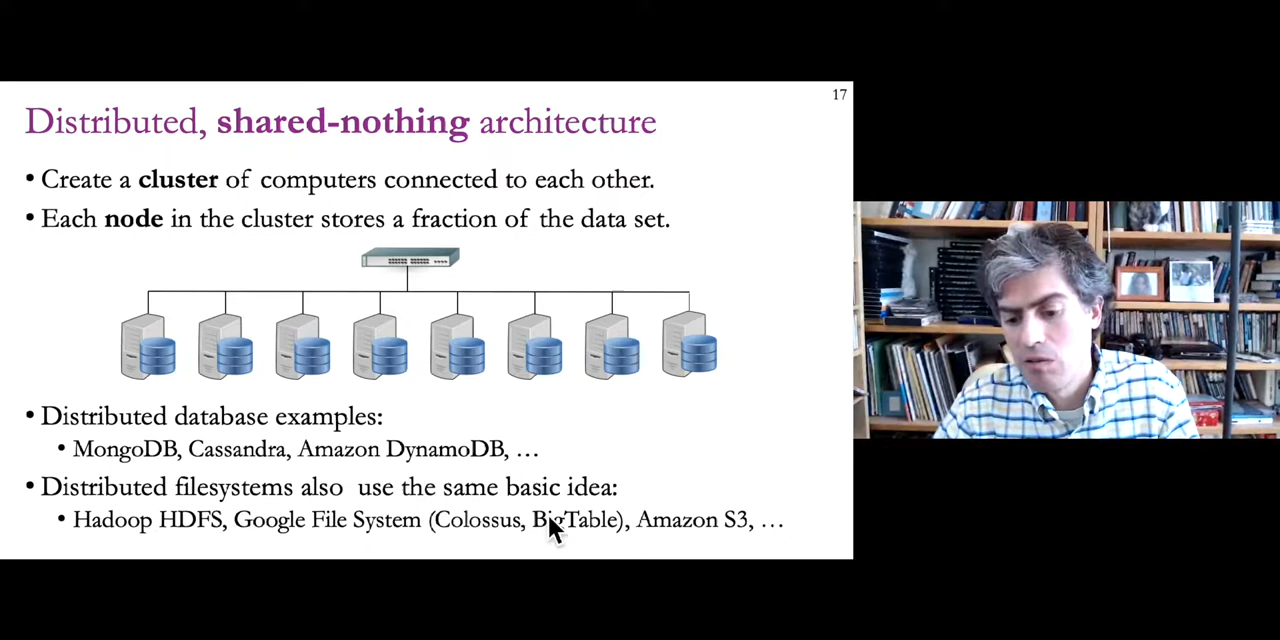 17
Distributed, shared-nothing architecture
• Create a cluster of computers connected to each other.
• Each node in the cluster stores a fraction of the data set.
• Distributed database examples:
• MongoDB, Cassandra, Amazon DynamoDB, …
• Distributed filesystems also use the same basic idea:
• Hadoop HDFS, Google File System (Colossus, BigTable), Amazon S3, …